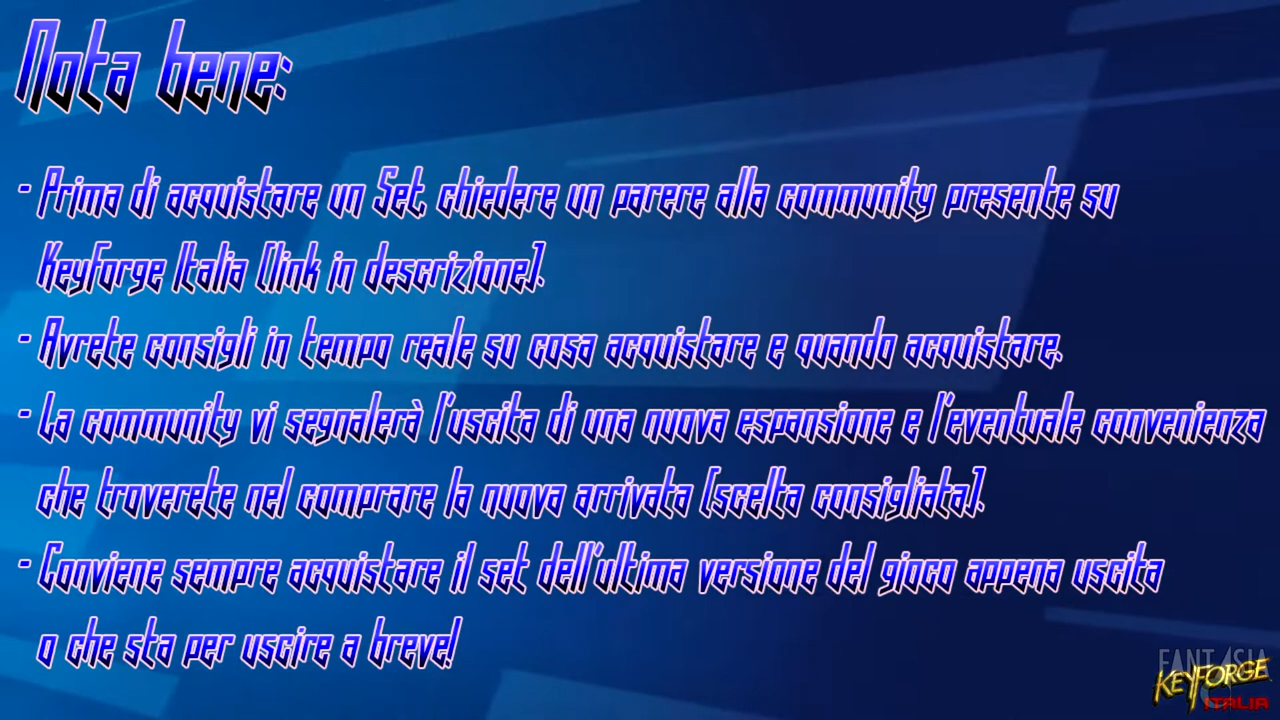 Nota bene:
- Prima di acquistare un Set, chiedere un parere alla community presente su
KeyForge Italia (link in descrizione).
- Avrete consigli in tempo reale su cosa acquistare e quando acquistare.
- La community vi segnalerà l'uscita di una nuova espansione e l'eventuale convenienza
che troverete nel comprare la nuova arrivata (scelta consigliata).
- Conviene sempre acquistare il set dell'ultima versione del gioco appena uscita
o che sta per uscire a breve!
FANTASIA
KEYFORGE
ITALIA